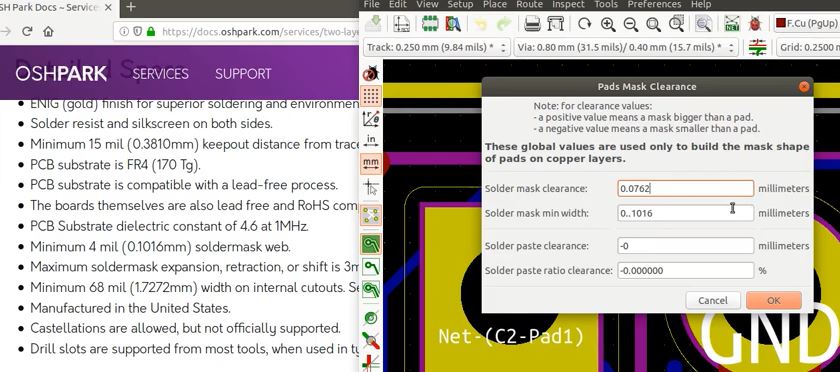 SH Park Docs ~ Service
https://docs.oshpark.com/services/two-laye
OSHPARK SERVICES SUPPORT
Detailed Specs
ENIG (gold) finish for superior soldering and environmen
Solder resist and silkscreen on both sides.
Minimum 15 mil (0.3810mm) keepout distance from trace
PCB substrate is FR4 (170 Tg).
PCB substrate is compatible with a lead-free process.
The boards themselves are also lead free and RoHS com
PCB Substrate dielectric constant of 4.6 at 1MHz.
Minimum 4 mil (0.1016mm) soldermask web.
Maximum soldermask expansion, retraction, or shift is 3m
Minimum 68 mil (1.7272mm) width on internal cutouts. Se
Manufactured in the United States.
Castellations are allowed, but not officially supported.
Drill slots are supported from most tools, when used in ty
File Edit View Setup Place Route Inspect Tools Preferences Help
NET
DRC
F.Cu (PgUp)
Track: 0.250 mm (9.84 mils) *
Via: 0.80 mm (31.5 mils)/ 0.40 mm (15.7 mils) *
Grid: 0.2500
in
mm
Pads Mask Clearance
Note: for clearance values:
- a positive value means a mask bigger than a pad.
- a negative value means a mask smaller than a pad.
These global values are used only to build the mask shape
of pads on copper layers.
Solder mask clearance: 0.0762 millimeters
Solder mask min width: 0..1016 millimeters
Solder paste clearance: -0 millimeters
Solder paste ratio clearance: -0.000000 %
Cancel OK
Net-(C2-Pad1)
GND